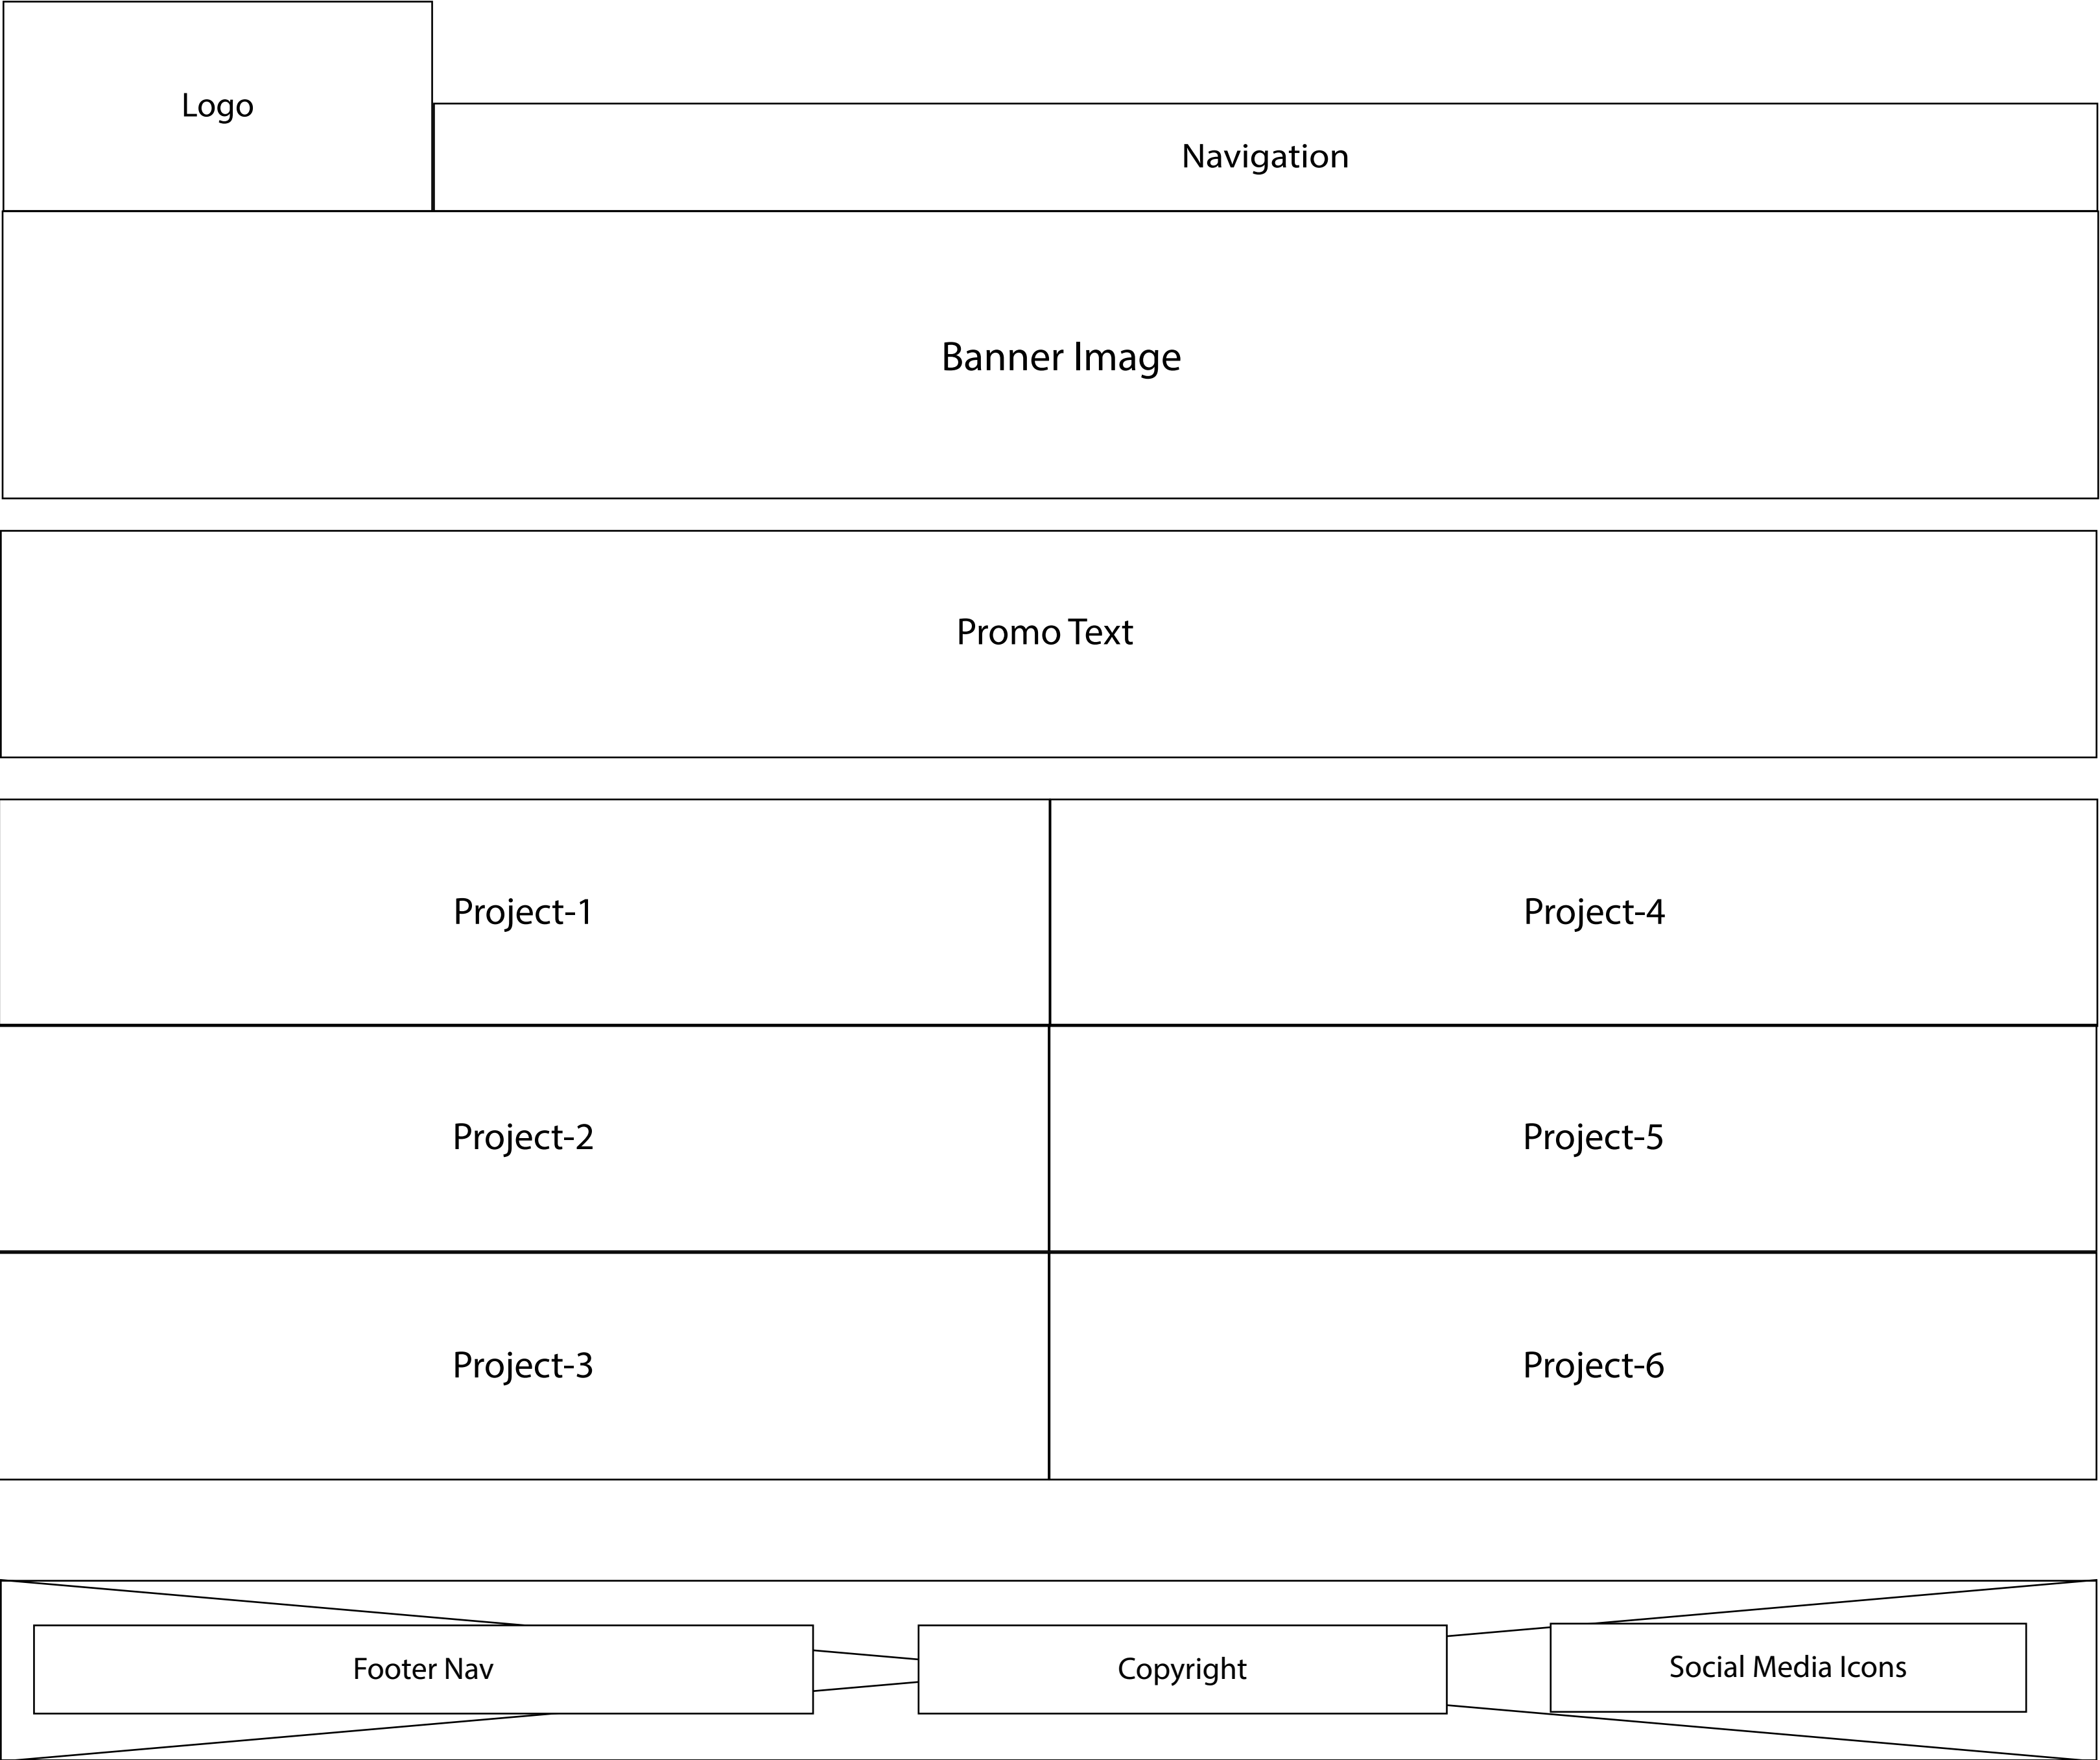 Logo
Navigation
Banner Image
Promo Text
Project-1
Project-4
Project-2
Project-5
Project-3
Project-6
Footer Nav
Copyright
Social Media Icons